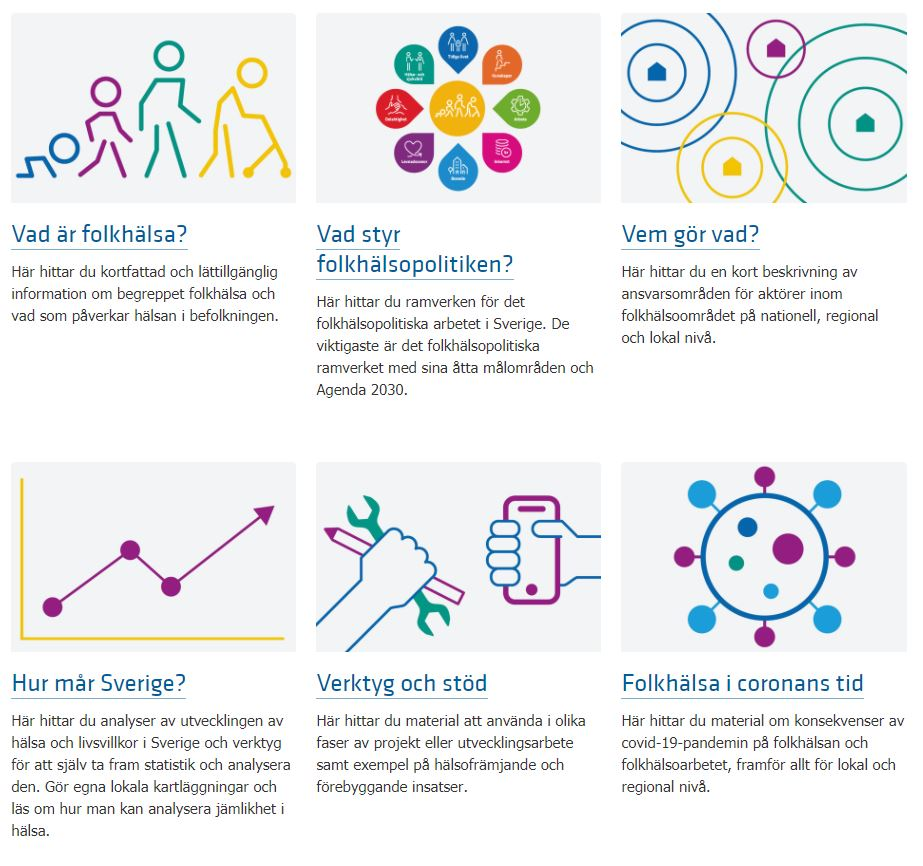 Tidiga livet
Hälso- och
sjukvård
Kunskaper
Delaktighet
Arbete
Levnadsvanor
Inkomst
Boende
Vad är folkhälsa?
Här hittar du kortfattad och lättillgänglig
information om begreppet folkhälsa och
vad som påverkar hälsan i befolkningen.
Vad styr
folkhälsopolitiken?
Här hittar du ramverken för det
folkhälsopolitiska arbetet i Sverige. De
viktigaste är det folkhälsopolitiska
ramverket med sina åtta målområden och
Agenda 2030.
Vem gör vad?
Här hittar du en kort beskrivning av
ansvarsområden för aktörer inom
folkhälsoområdet på nationell, regional
och lokal nivå.
Hur mår Sverige?
Här hittar du analyser av utvecklingen av
hälsa och livsvillkor i Sverige och verktyg
för att själv ta fram statistik och analysera
den. Gör egna lokala kartläggningar och
läs om hur man kan analysera jämlikhet i
hälsa.
Verktyg och stöd
Här hittar du material att använda i olika
faser av projekt eller utvecklingsarbete
samt exempel på hälsofrämjande och
förebyggande insatser.
Folkhälsa i coronans tid
Här hittar du material om konsekvenser av
covid-19-pandemin på folkhälsan och
folkhälsoarbetet, framför allt för lokal och
regional nivå.